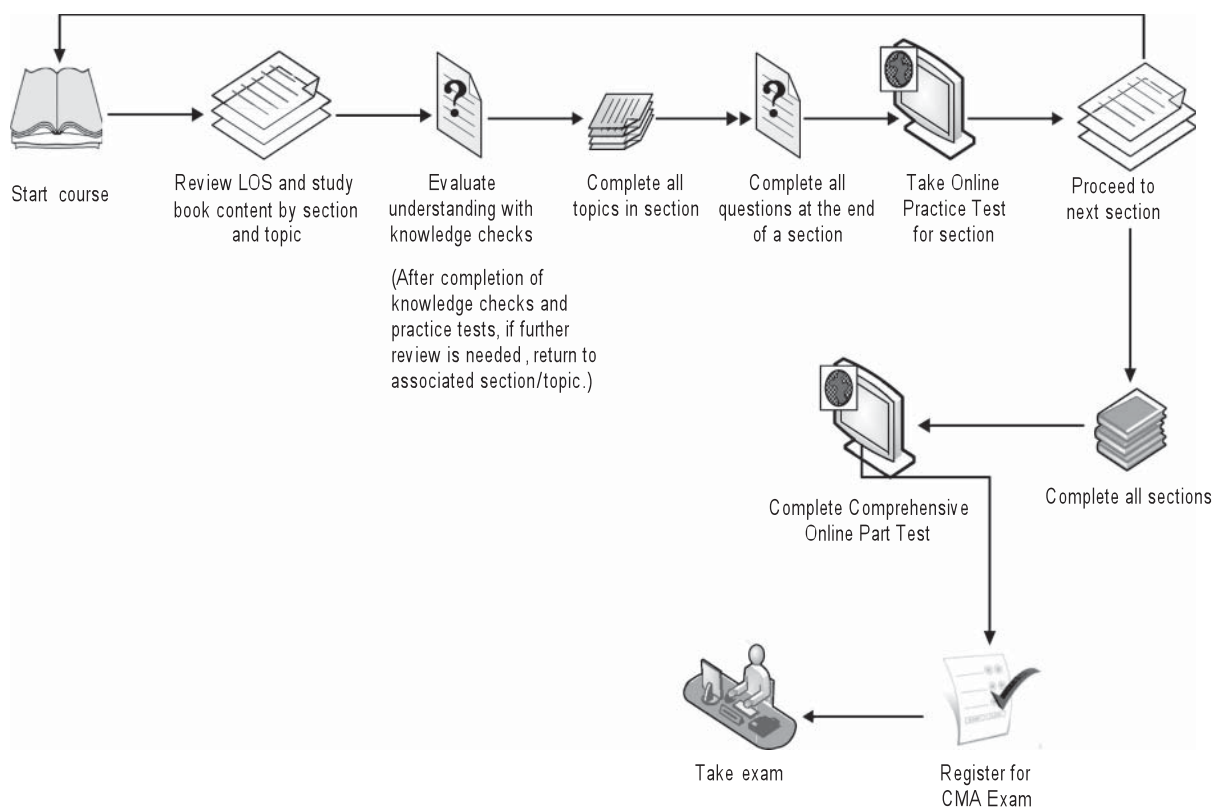 Start course
Review LOS and study
book content by section
and topic
Evaluate
understanding with
knowledge checks
(After completion of
knowledge checks and
practice tests, if further
review is needed, return to
associated section/topic.)
Complete all
topics in section
Complete all
questions at the end
of a section
Take Online
Practice Test
for section
Proceed to
next section
Complete all sections
Complete Comprehensive
Online Part Test
Register for
CMA Exam
Take exam